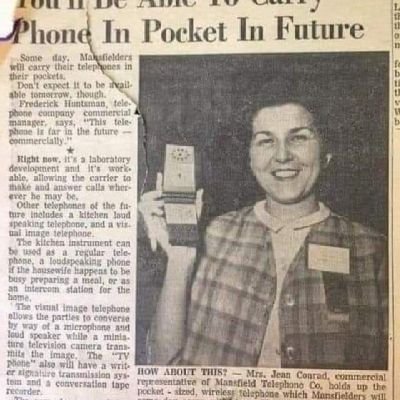 You'll Be Able To Carry
Phone In Pocket In Future
Some day, Mansfielders
will carry their telephones in
their pockets.
Don't expect it to be avail-
able tomorrow, though.
Frederick Huntsman, tele-
phone company commercial
manager, says, "This tele-
phone is far in the future —
commercially."
★
Right now, it's a laboratory
development and it's work-
able, allowing the carrier to
make and answer calls wher-
ever he may be.
Other telephones of the fu-
ture includes a kitchen loud
speaking telephone, and a vis-
ual image telephone.
The kitchen instrument can
be used as a regular tele-
phone, a loudspeaking phone
if the housewife happens to be
busy preparing a meal, or as
an intercom station for the
home.
The visual image telephone
allows the parties to converse
by way of a microphone and
loud speaker while a minia-
ture television camera trans-
mits the image. The "TV
phone" also will have a writ-
er signature transmission sys-
tem and a conversation tape
recorder.
HOW ABOUT THIS? — Mrs. Jean Conrad, commercial
representative of Mansfield Telephone Co. holds up the
pocket - sized, wireless telephone which Mansfielders will